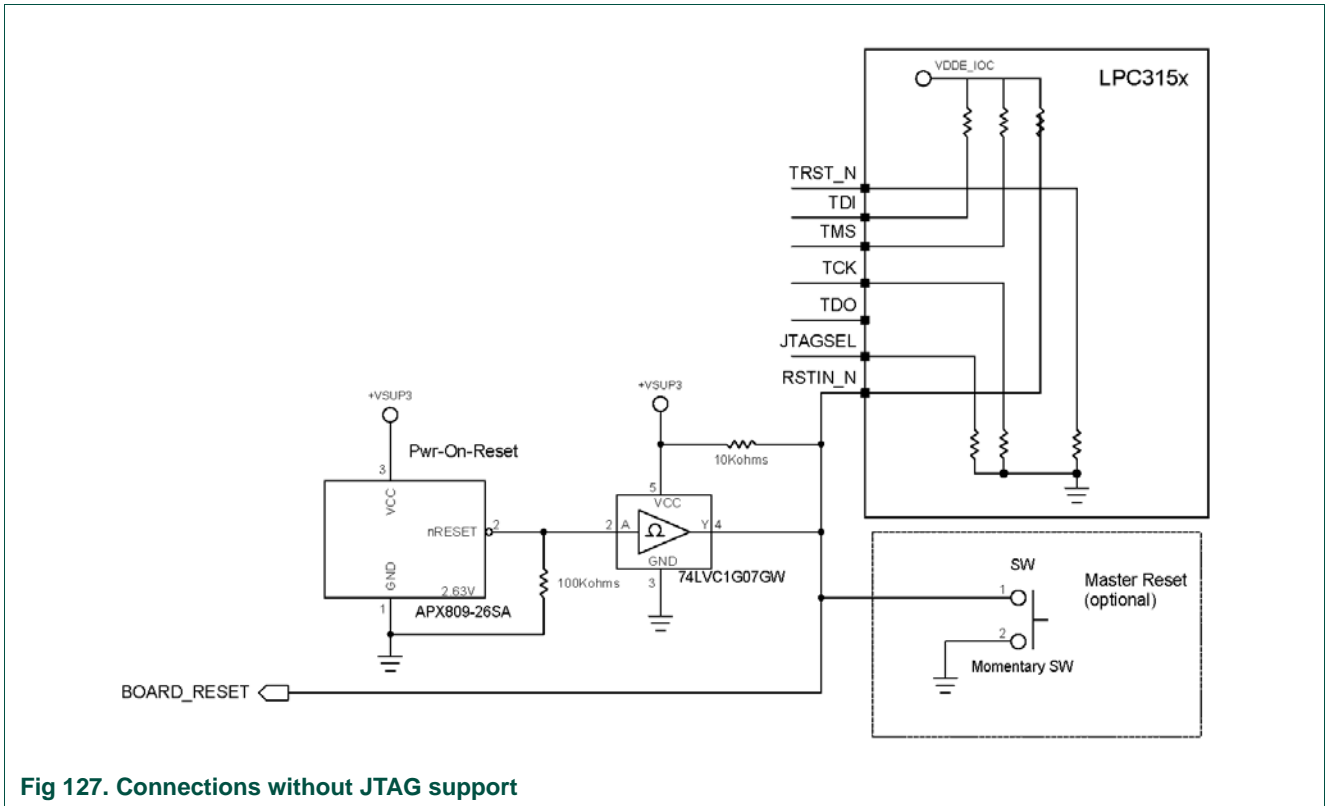 VDDE_IOC
LPC315x
TRST_N
TDI
TMS
TCK
TDO
JTAGSEL
RSTIN_N
+VSUP3
+VSUP3
Pwr-On-Reset
10Kohms
3
VCC
nRESET
2
GND
2.63V
1
APX809-26SA
100Kohms
5
VCC
2
A
Ω
Y
4
GND
3
74LVC1G07GW
SW
1
2
Master Reset
(optional)
Momentary SW
BOARD_RESET
Fig 127. Connections without JTAG support